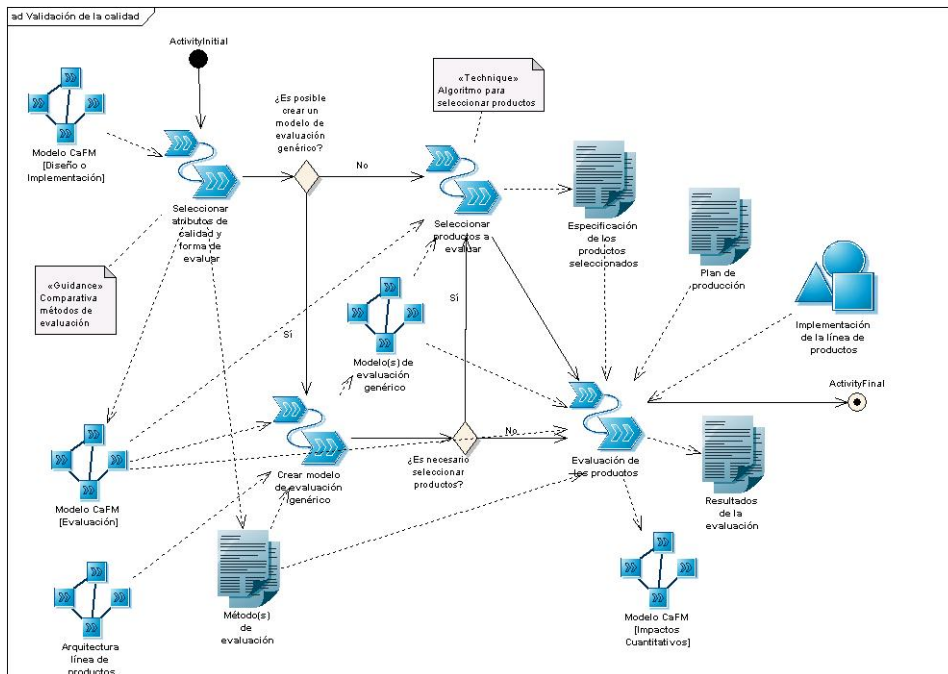 ad Validación de la calidad
ActivityInitial
¿Es posible
crear un
modelo de
evaluación
genérico?
«Technique»
Algoritmo para
seleccionar productos
Modelo CaFM
[Diseño o
Implementación]
No
Seleccionar
atributos de
calidad y
forma de
evaluar
Seleccionar
productos a
evaluar
Especificación
de los
productos
seleccionados
Plan de
producción
«Guidance»
Comparativa
métodos de
evaluación
Sí
Sí
Implementación
de la línea de
productos
Modelo(s) de
evaluación
genérico
ActivityFinal
No
Modelo CaFM
[Evaluación]
Crear modelo
de evaluación
genérico
¿Es necesario
seleccionar
productos?
Evaluación de
los productos
Resultados
de la
evaluación
Arquitectura
línea de
productos
Método(s)
de
evaluación
Modelo CaFM
[Impactos
Cuantitativos]